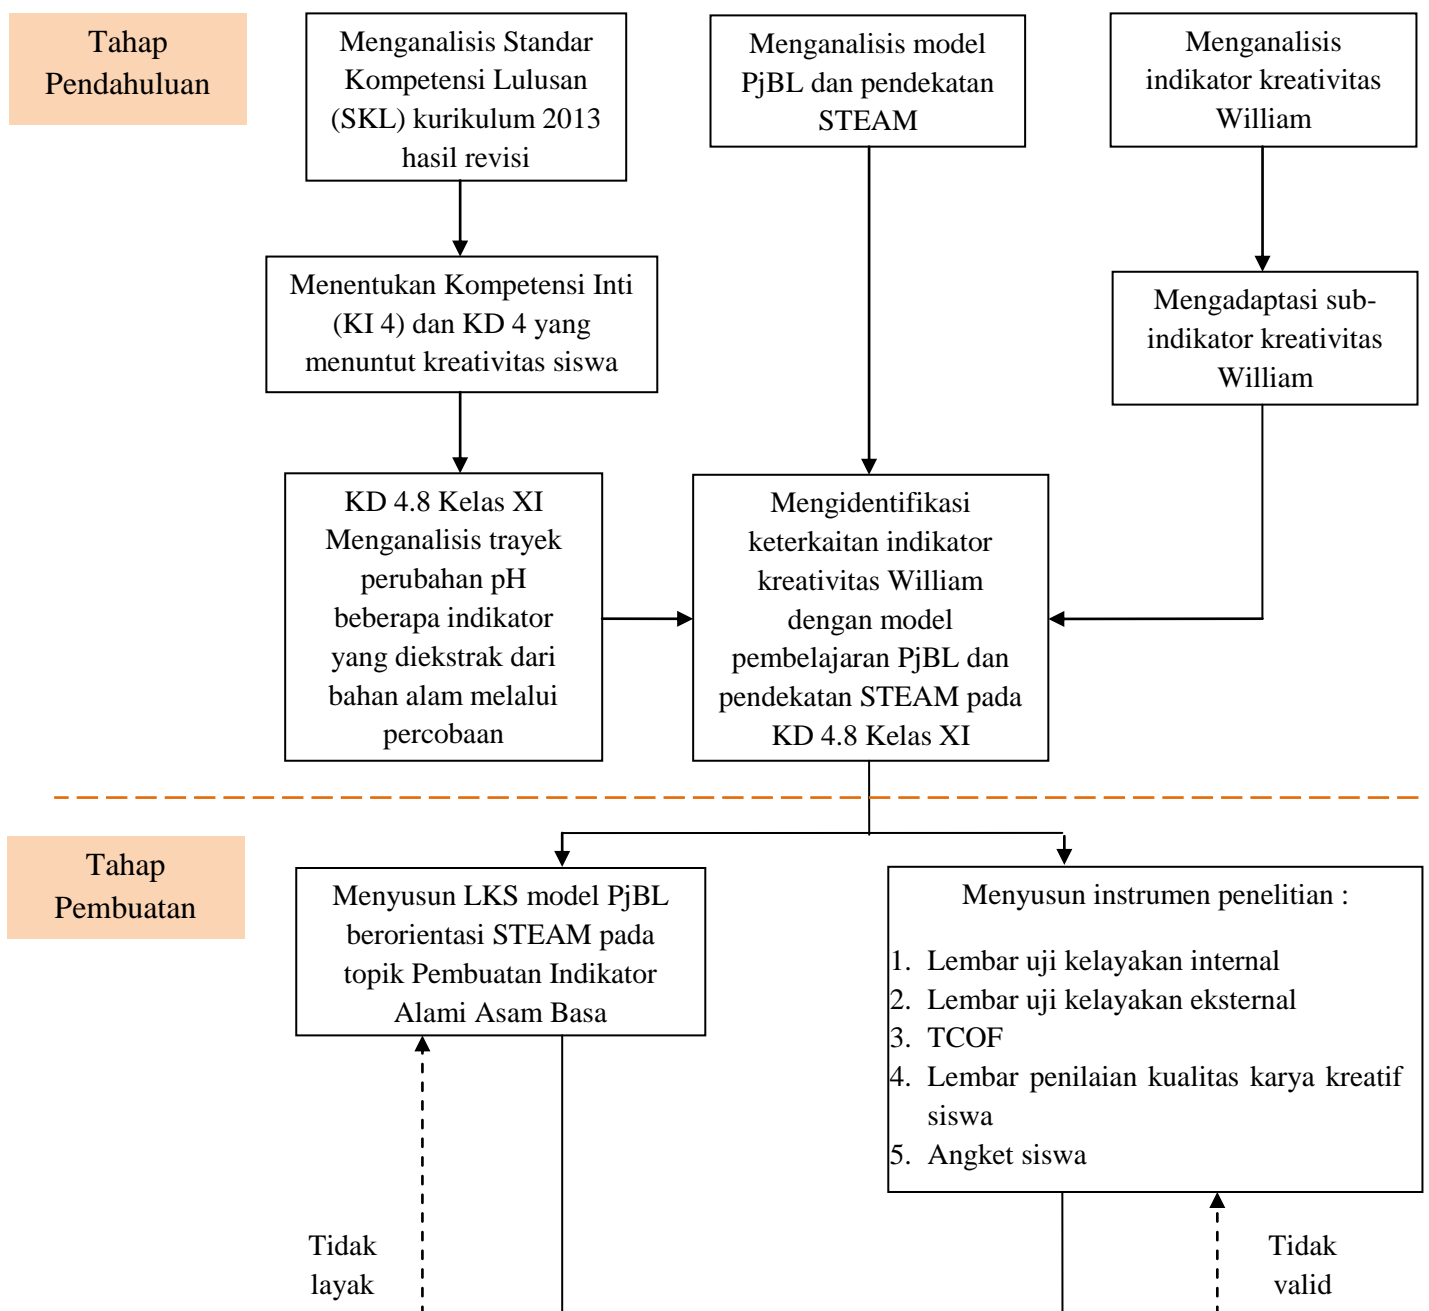 Tahap
Pendahuluan
Menganalisis Standar
Kompetensi Lulusan
(SKL) kurikulum 2013
hasil revisi
Menganalisis model
PjBL dan pendekatan
STEAM
Menganalisis
indikator kreativitas
William
Menentukan Kompetensi Inti
(KI 4) dan KD 4 yang
menuntut kreativitas siswa
Mengadaptasi sub-
indikator kreativitas
William
KD 4.8 Kelas XI
Menganalisis trayek
perubahan pH
beberapa indikator
yang diekstrak dari
bahan alam melalui
percobaan
Mengidentifikasi
keterkaitan indikator
kreativitas William
dengan model
pembelajaran PjBL dan
pendekatan STEAM pada
KD 4.8 Kelas XI
Tahap
Pembuatan
Menyusun LKS model PjBL
berorientasi STEAM pada
topik Pembuatan Indikator
Alami Asam Basa
Menyusun instrumen penelitian :
1. Lembar uji kelayakan internal
2. Lembar uji kelayakan eksternal
3. TCOF
4. Lembar penilaian kualitas karya kreatif
siswa
5. Angket siswa
Tidak
layak
Tidak
valid